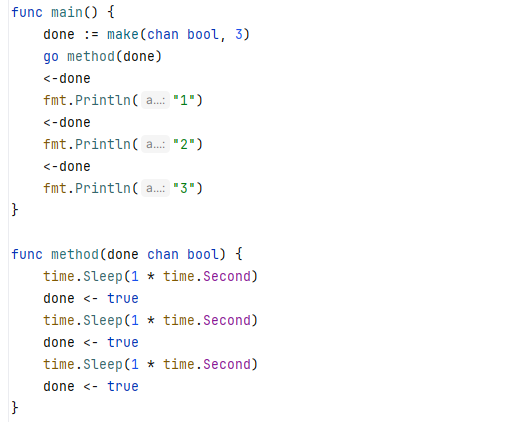 func main() {
    done := make(chan bool, 3)
    go method(done)
    <-done
    fmt.Println( a...: "1")
    <-done
    fmt.Println( a...: "2")
    <-done
    fmt.Println( a...: "3")
}

func method(done chan bool) {
    time.Sleep(1 * time.Second)
    done <- true
    time.Sleep(1 * time.Second)
    done <- true
    time.Sleep(1 * time.Second)
    done <- true
}